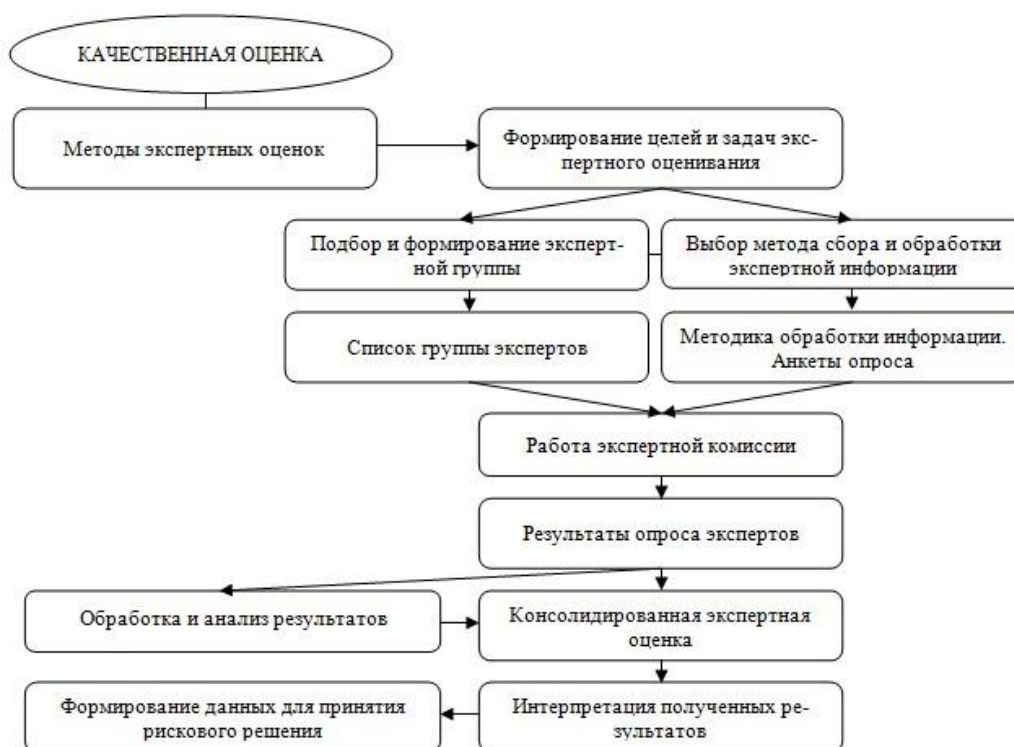 КАЧЕСТВЕННАЯ ОЦЕНКА
Методы экспертных оценок
Формирование целей и задач экс-
пертного оценивания
Подбор и формирование эксперт-
ной группы
Выбор метода сбора и обработки
экспертной информации
Список группы экспертов
Методика обработки информации.
Анкеты опроса
Работа экспертной комиссии
Результаты опроса экспертов
Обработка и анализ результатов
Консолидированная экспертная
оценка
Формирование данных для принятия
рискового решения
Интерпретация полученных ре-
зультатов